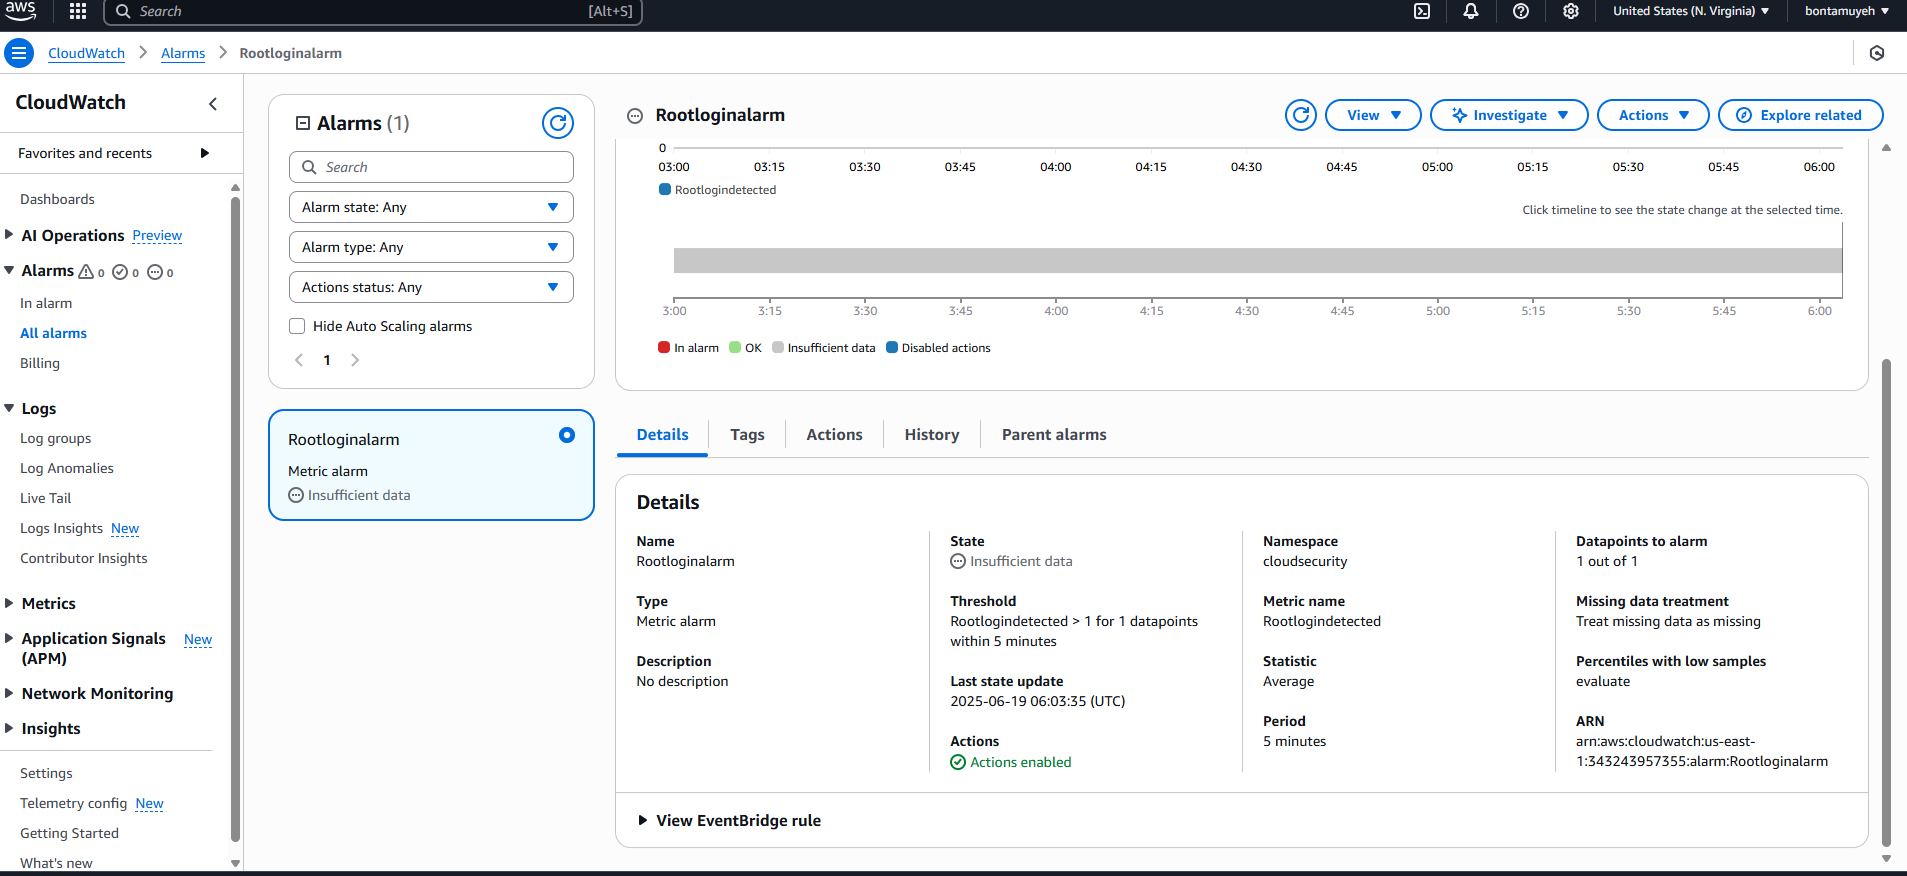 aws
Search
[Alt+S]
United States (N. Virginia)
bontamuyeh
CloudWatch
Alarms
Rootloginalarm
CloudWatch
Favorites and recents
Dashboards
AI Operations Preview
Alarms 0 0 0
In alarm
All alarms
Billing
Logs
Log groups
Log Anomalies
Live Tail
Logs Insights New
Contributor Insights
Metrics
Application Signals New
(APM)
Network Monitoring
Insights
Settings
Telemetry config New
Getting Started
What's new
Alarms (1)
Search
Alarm state: Any
Alarm type: Any
Actions status: Any
Hide Auto Scaling alarms
1
Rootloginalarm
Metric alarm
Insufficient data
Rootloginalarm
View
Investigate
Actions
Explore related
0
03:00 03:15 03:30 03:45 04:00 04:15 04:30 04:45 05:00 05:15 05:30 05:45 06:00
Rootlogindetected
Click timeline to see the state change at the selected time.
3:00 3:15 3:30 3:45 4:00 4:15 4:30 4:45 5:00 5:15 5:30 5:45 6:00
In alarm OK Insufficient data Disabled actions
Details Tags Actions History Parent alarms
Details
Name
Rootloginalarm
Type
Metric alarm
Description
No description
State
Insufficient data
Threshold
Rootlogindetected > 1 for 1 datapoints
within 5 minutes
Last state update
2025-06-19 06:03:35 (UTC)
Actions
Actions enabled
Namespace
cloudsecurity
Metric name
Rootlogindetected
Statistic
Average
Period
5 minutes
Datapoints to alarm
1 out of 1
Missing data treatment
Treat missing data as missing
Percentiles with low samples
evaluate
ARN
arn:aws:cloudwatch:us-east-
1:343243957355:alarm:Rootloginalarm
View EventBridge rule